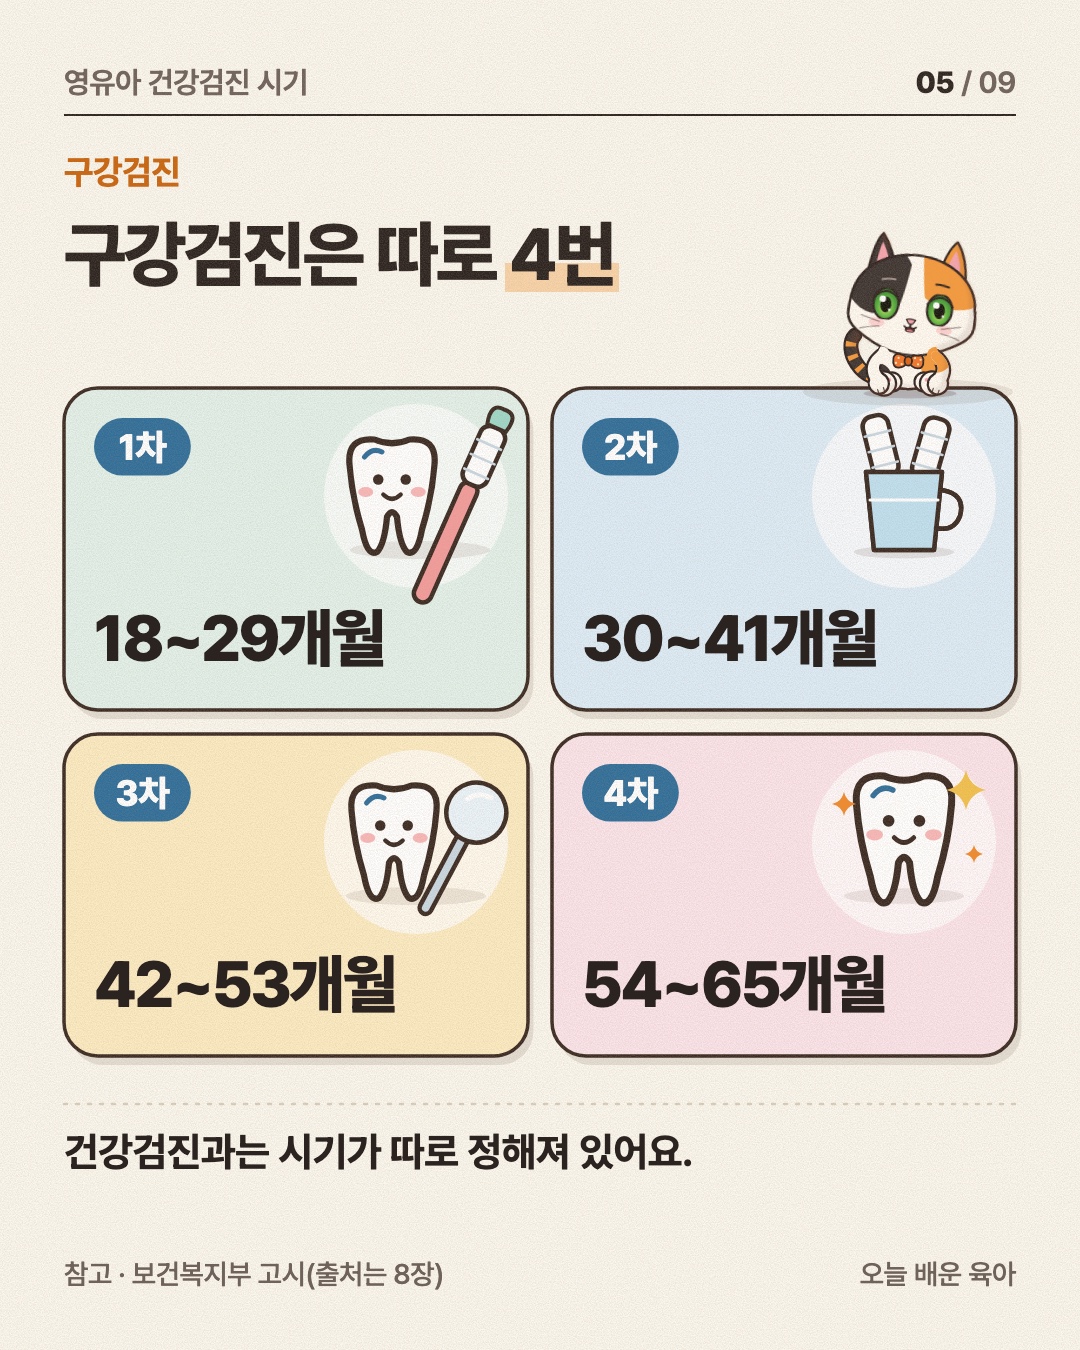 영유아 건강검진 시기
05 / 09
구강검진
구강검진은 따로 4번
1차
18~29개월
2차
30~41개월
3차
42~53개월
4차
54~65개월
건강검진과는 시기가 따로 정해져 있어요.
참고 · 보건복지부 고시(출처는 8장)
오늘 배운 육아